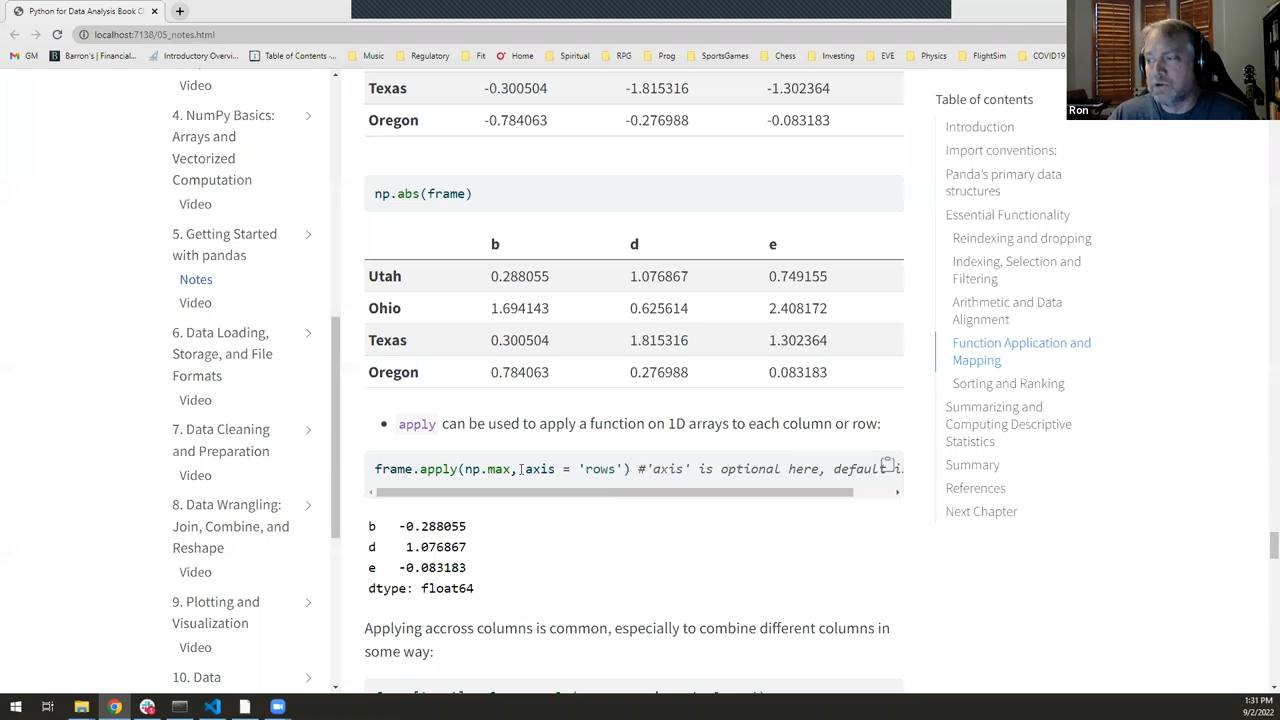 Python for Data Analysis Book Cl
localhost:7138/05_notes.html
GM
Barron's | Financial...
Introductory
Table of Contents...
Music
Home
RPG
SportsGames
Chess
EVE
Physics
FlightSim
COVID19
Ron
Video
4. NumPy Basics:
Arrays and
Vectorized
Computation
Video
5. Getting Started
with pandas
Notes
Video
6. Data Loading,
Storage, and File
Formats
Video
7. Data Cleaning
and Preparation
Video
8. Data Wrangling:
Join, Combine, and
Reshape
Video
9. Plotting and
Visualization
Video
10. Data
Texas -0.300504 -1.815316 -1.302364
Oregon -0.784063 -0.276988 -0.083183
np.abs(frame)
b d e
Utah 0.288055 1.076867 0.749155
Ohio 1.694143 0.625614 2.408172
Texas 0.300504 1.815316 1.302364
Oregon 0.784063 0.276988 0.083183
• apply can be used to apply a function on 1D arrays to each column or row:
frame.apply(np.max, axis = 'rows') #'axis' is optional here, default
b -0.288055
d 1.076867
e -0.083183
dtype: float64
Applying accross columns is common, especially to combine different columns in
some way:
Table of contents
Introduction
Import conventions:
Panda's primary data
structures
Essential Functionality
Reindexing and dropping
Indexing, Selection and
Filtering
Arithmetic and Data
Alignment
Function Application and
Mapping
Sorting and Ranking
Summarizing and
Computing Descriptive
Statistics
Summary
References
Next Chapter
1:31 PM
9/2/2022